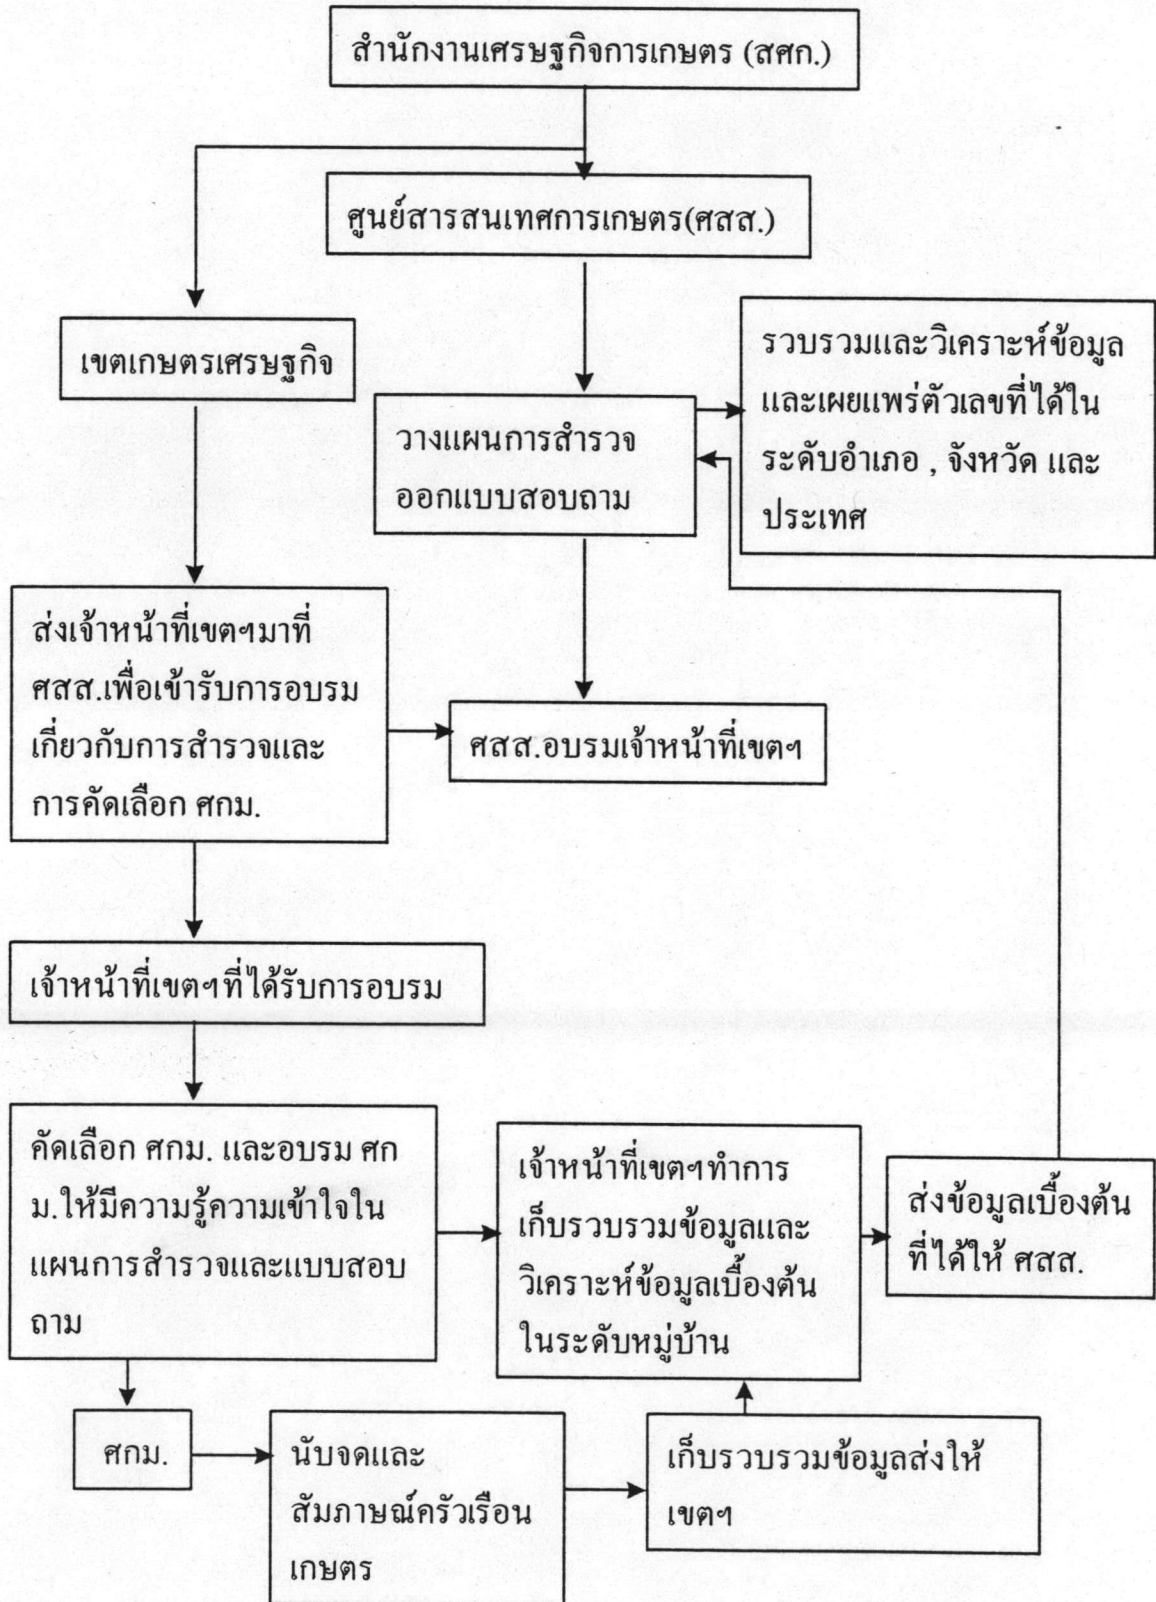 สำนักงานเศรษฐกิจการเกษตร (สศก.)
ศูนย์สารสนเทศการเกษตร(ศสส.)
เขตเกษตรเศรษฐกิจ
รวบรวมและวิเคราะห์ข้อมูล
และเผยแพร่ตัวเลขที่ได้ใน
ระดับอำเภอ , จังหวัด และ
ประเทศ
วางแผนการสำรวจ
ออกแบบสอบถาม
ส่งเจ้าหน้าที่เขตฯมาที่
ศสส.เพื่อเข้ารับการอบรม
เกี่ยวกับการสำรวจและ
การคัดเลือก ศกม.
ศสส.อบรมเจ้าหน้าที่เขตฯ
เจ้าหน้าที่เขตฯที่ได้รับการอบรม
คัดเลือก ศกม. และอบรม ศก
ม.ให้มีความรู้ความเข้าใจใน
แผนการสำรวจและแบบสอบ
ถาม
เจ้าหน้าที่เขตฯทำการ
เก็บรวบรวมข้อมูลและ
วิเคราะห์ข้อมูลเบื้องต้น
ในระดับหมู่บ้าน
ส่งข้อมูลเบื้องต้น
ที่ได้ให้ ศสส.
ศกม.
นับจดและ
สัมภาษณ์ครัวเรือน
เกษตร
เก็บรวบรวมข้อมูลส่งให้
เขตฯ